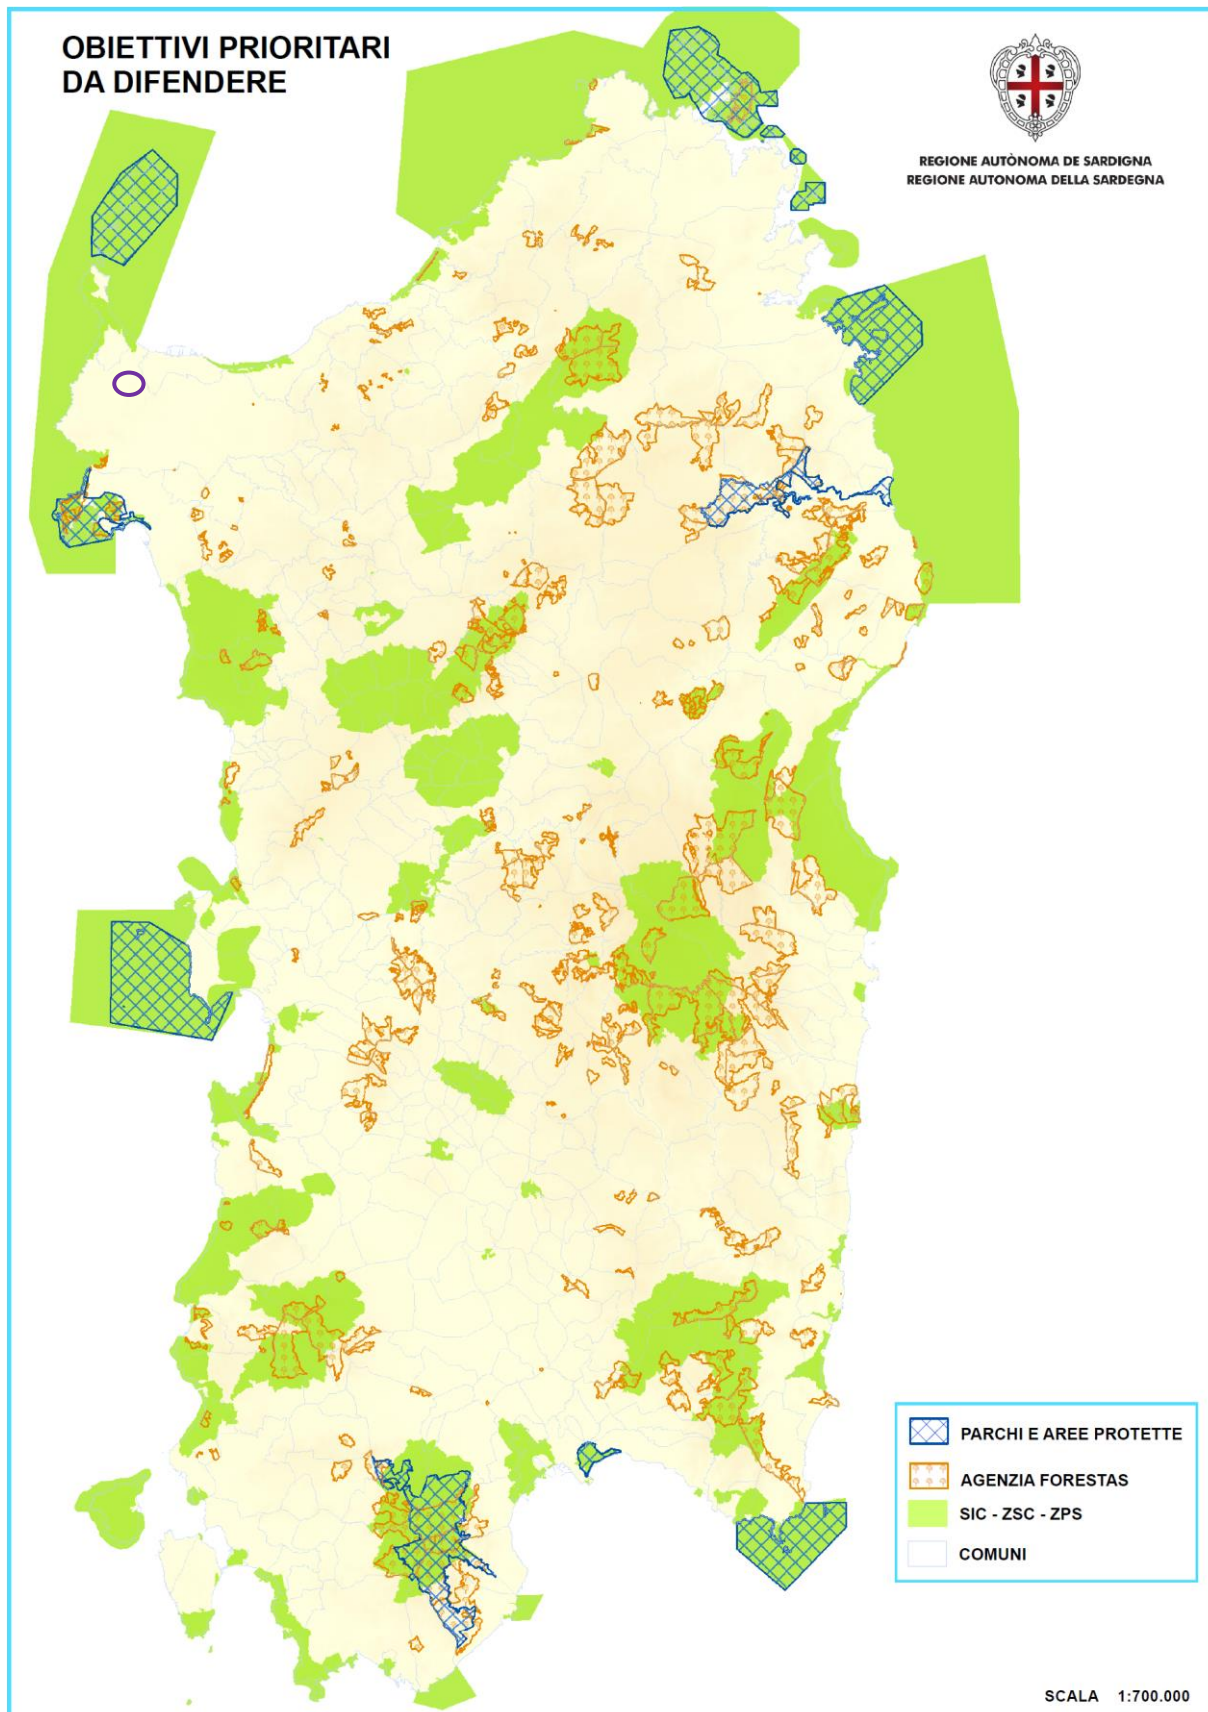 OBIETTIVI PRIORITARI
DA DIFENDERE
REGIONE AUTÒNOMA DE SARDIGNA
REGIONE AUTONOMA DELLA SARDEGNA
PARCHI E AREE PROTETTE
AGENZIA FORESTAS
SIC - ZSC - ZPS
COMUNI
SCALA 1:700.000